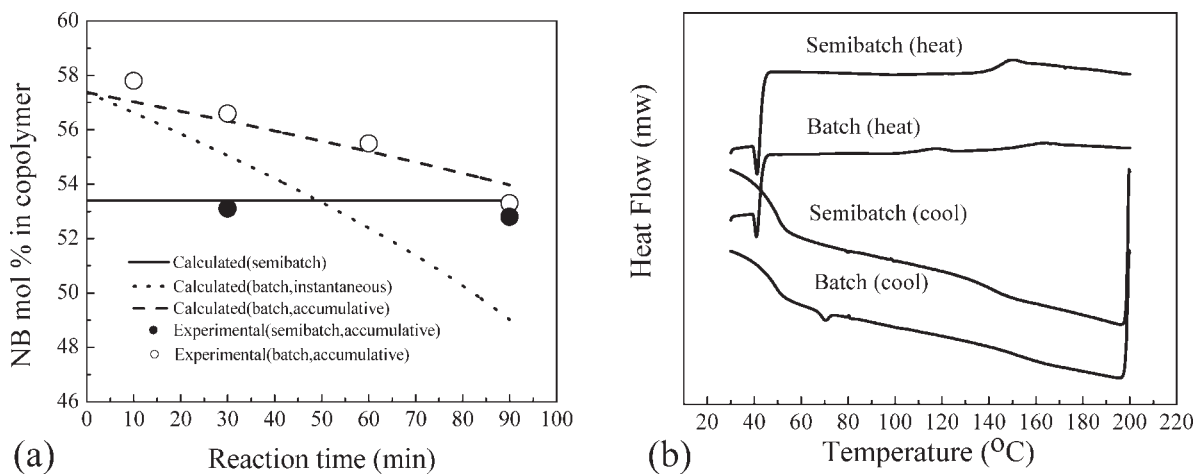 NB mol % in copolymer
60
58
56
54
52
50
48
46
Calculated(semibatch)
Calculated(batch,instantaneous)
Calculated(batch,accumulative)
Experimental(semibatch,accumulative)
Experimental(batch,accumulative)
0 10 20 30 40 50 60 70 80 90 100
Reaction time (min)
(a)
Heat Flow (mw)
Semibatch (heat)
Batch (heat)
Semibatch (cool)
Batch (cool)
20 40 60 80 100 120 140 160 180 200 220
Temperature (°C)
(b)